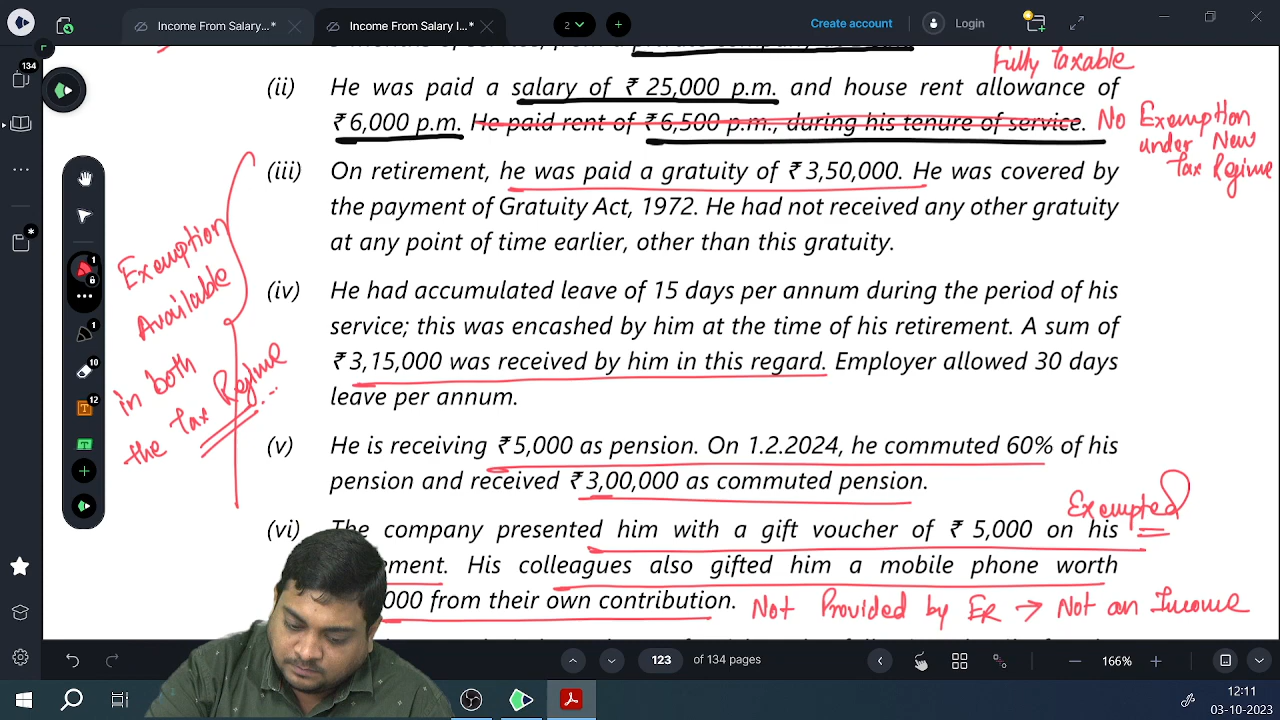 Income From Salary...*
Income From Salary I...*
2
Create account
Login
Fully Taxable
134
(ii) He was paid a salary of ₹ 25,000 p.m. and house rent allowance of
₹ 6,000 p.m. He paid rent of ₹ 6,500 p.m., during his tenure of service.
No Exemption
under New
Tax Regime
(iii) On retirement, he was paid a gratuity of ₹ 3,50,000. He was covered by
the payment of Gratuity Act, 1972. He had not received any other gratuity
at any point of time earlier, other than this gratuity.
Exemption
Available
in both
the Tax Regime
(iv) He had accumulated leave of 15 days per annum during the period of his
service; this was encashed by him at the time of his retirement. A sum of
₹ 3,15,000 was received by him in this regard. Employer allowed 30 days
leave per annum.
1
1
10
12
(v) He is receiving ₹ 5,000 as pension. On 1.2.2024, he commuted 60% of his
pension and received ₹ 3,00,000 as commuted pension.
Exempted
(vi) The company presented him with a gift voucher of ₹ 5,000 on his
ement. His colleagues also gifted him a mobile phone worth
000 from their own contribution.
Not Provided by ER → Not an Income
123 of 134 pages
166%
12:11
03-10-2023